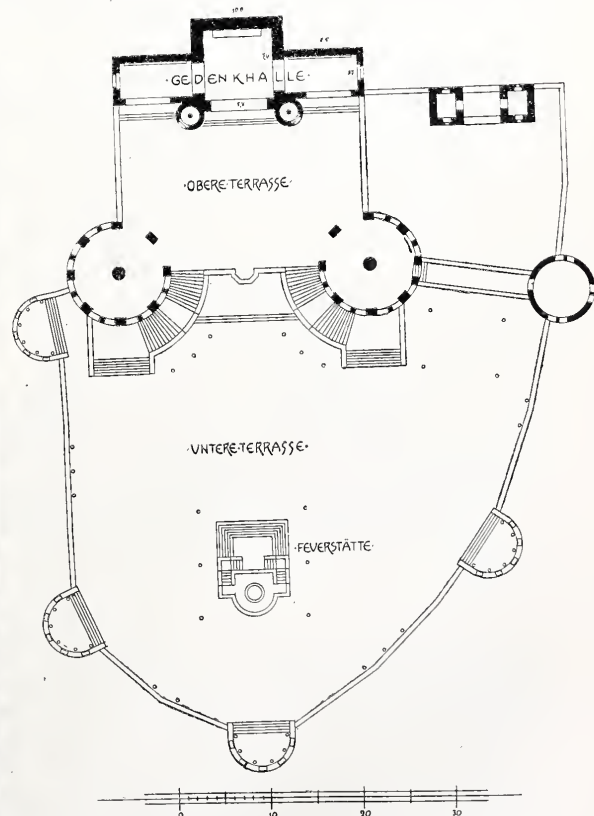 ·GEDENKHALLE·
·OBERE·TERRASSE·
·UNTERE·TERRASSE·
·FEUERSTÄTTE·
0 10 20 30